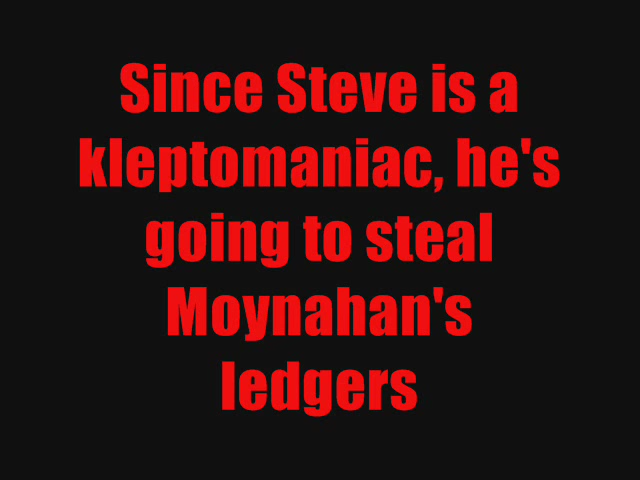 Since Steve is a
kleptomaniac, he's
going to steal
Moynahan's
ledgers